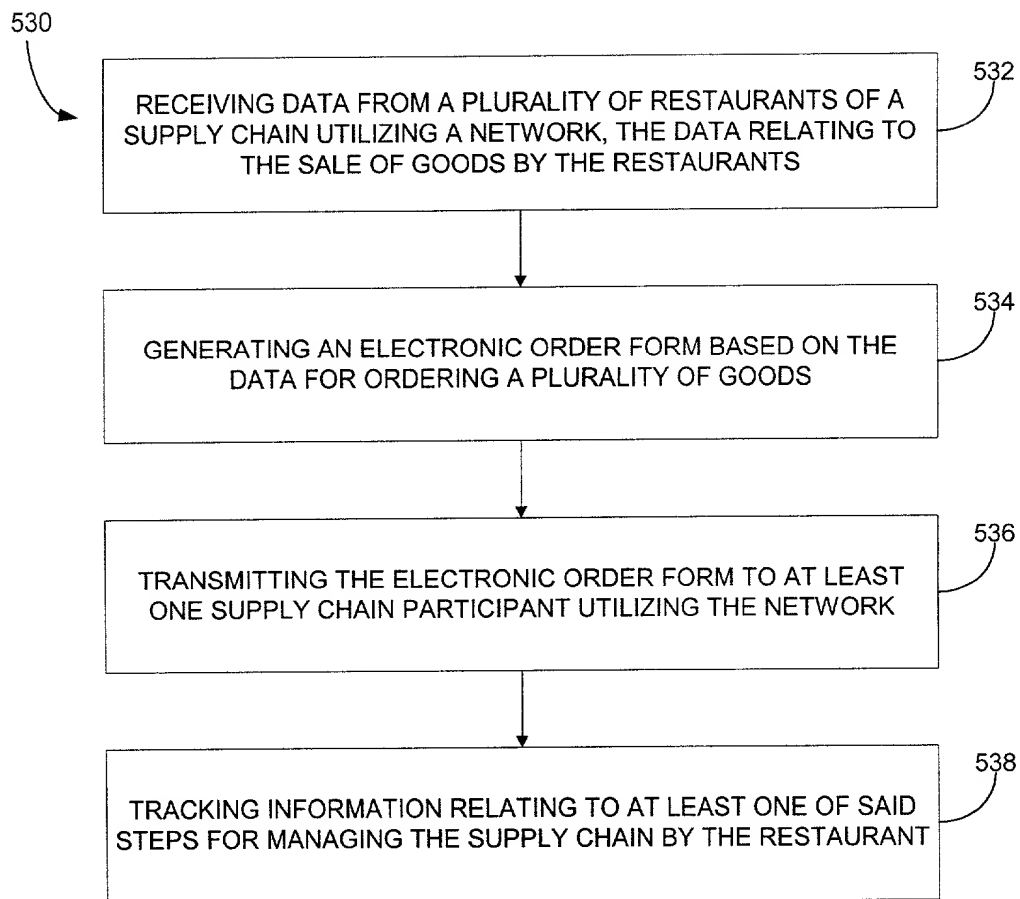 530
532
RECEIVING DATA FROM A PLURALITY OF RESTAURANTS OF A
SUPPLY CHAIN UTILIZING A NETWORK, THE DATA RELATING TO
THE SALE OF GOODS BY THE RESTAURANTS
534
GENERATING AN ELECTRONIC ORDER FORM BASED ON THE
DATA FOR ORDERING A PLURALITY OF GOODS
536
TRANSMITTING THE ELECTRONIC ORDER FORM TO AT LEAST
ONE SUPPLY CHAIN PARTICIPANT UTILIZING THE NETWORK
538
TRACKING INFORMATION RELATING TO AT LEAST ONE OF SAID
STEPS FOR MANAGING THE SUPPLY CHAIN BY THE RESTAURANT